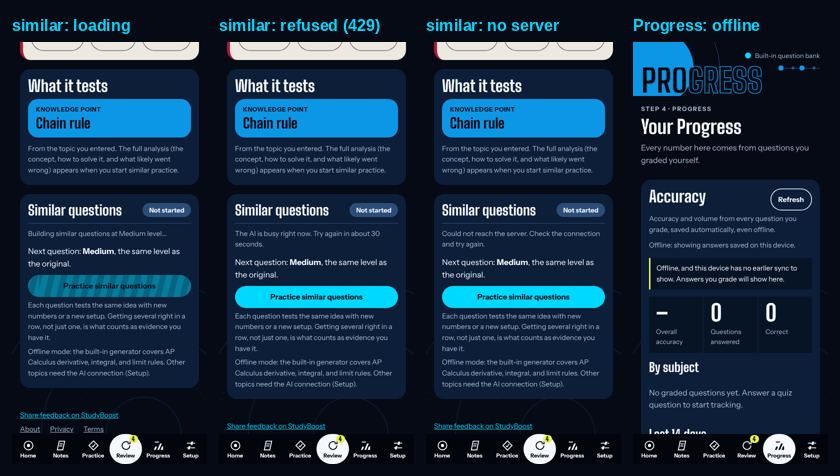 similar: loading
What it tests
KNOWLEDGE POINT
Chain rule
From the topic you entered. The full analysis (the
concept, how to solve it, and what likely went
wrong) appears when you start similar practice.
Similar questions
Not started
Building similar questions at Medium level...
Next question: Medium, the same level as
the original.
Practice similar questions
Each question tests the same idea with new
numbers or a new setup. Getting several right in a
row, not just one, is what counts as evidence you
have it.
Offline mode: the built-in generator covers AP
Calculus derivative, integral, and limit rules. Other
topics need the AI connection (Setup).
Share feedback on StudyBoost
About Privacy Terms
Home Notes Practice 4 Review Progress Setup
similar: refused (429)
What it tests
KNOWLEDGE POINT
Chain rule
From the topic you entered. The full analysis (the
concept, how to solve it, and what likely went
wrong) appears when you start similar practice.
Similar questions
Not started
The AI is busy right now. Try again in about 30
seconds.
Next question: Medium, the same level as
the original.
Practice similar questions
Each question tests the same idea with new
numbers or a new setup. Getting several right in a
row, not just one, is what counts as evidence you
have it.
Offline mode: the built-in generator covers AP
Calculus derivative, integral, and limit rules. Other
topics need the AI connection (Setup).
Share feedback on StudyBoost
Home Notes Practice 4 Review Progress Setup
similar: no server
What it tests
KNOWLEDGE POINT
Chain rule
From the topic you entered. The full analysis (the
concept, how to solve it, and what likely went
wrong) appears when you start similar practice.
Similar questions
Not started
Could not reach the server. Check the connection
and try again.
Next question: Medium, the same level as
the original.
Practice similar questions
Each question tests the same idea with new
numbers or a new setup. Getting several right in a
row, not just one, is what counts as evidence you
have it.
Offline mode: the built-in generator covers AP
Calculus derivative, integral, and limit rules. Other
topics need the AI connection (Setup).
Share feedback on StudyBoost
Home Notes Practice 4 Review Progress Setup
Progress: offline
Built-in question bank
PROGRESS
STEP 4 · PROGRESS
Your Progress
Every number here comes from questions you
graded yourself.
Accuracy
Refresh
Accuracy and volume from every question you
grade, saved automatically, even offline.
Offline: showing answers saved on this device.
Offline, and this device has no earlier sync to
show. Answers you grade will show here.
– 0 0
Overall accuracy
Questions answered
Correct
By subject
No graded questions yet. Answer a quiz
question to start tracking.
Last 14 days
Home Notes Practice 4 Review Progress Setup